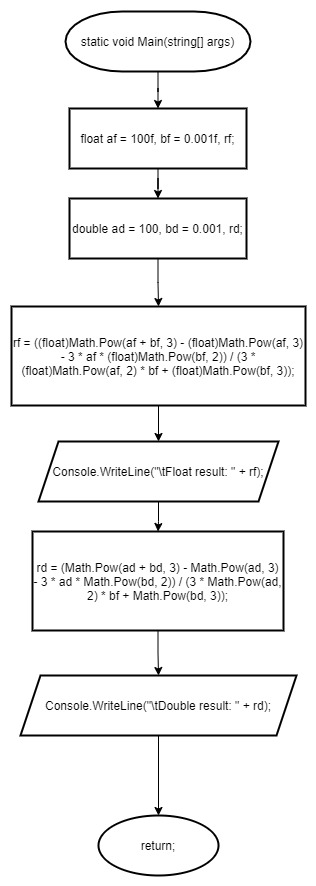 static void Main(string[] args)
float af = 100f, bf = 0.001f, rf;
double ad = 100, bd = 0.001, rd;
rf = ((float)Math.Pow(af + bf, 3) - (float)Math.Pow(af, 3)
- 3 * af * (float)Math.Pow(bf, 2)) / (3 *
(float)Math.Pow(af, 2) * bf + (float)Math.Pow(bf, 3));
Console.WriteLine("\tFloat result: " + rf);
rd = (Math.Pow(ad + bd, 3) - Math.Pow(ad, 3)
- 3 * ad * Math.Pow(bd, 2)) / (3 * Math.Pow(ad,
2) * bf + Math.Pow(bd, 3));
Console.WriteLine("\tDouble result: " + rd);
return;